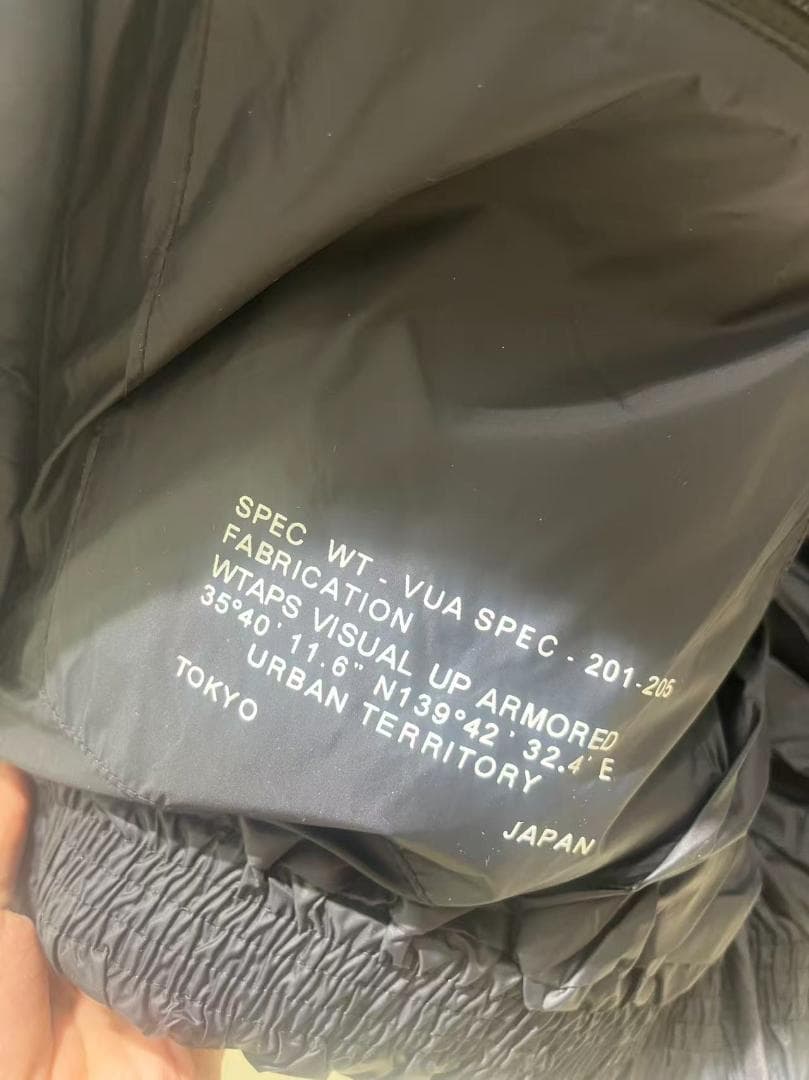 SPEC WT - VUA SPEC - 201-205
FABRICATION
WTAPS VISUAL UP ARMORED
35°40' 11.6" N139°42' 32.4' E
URBAN TERRITORY
TOKYO JAPAN